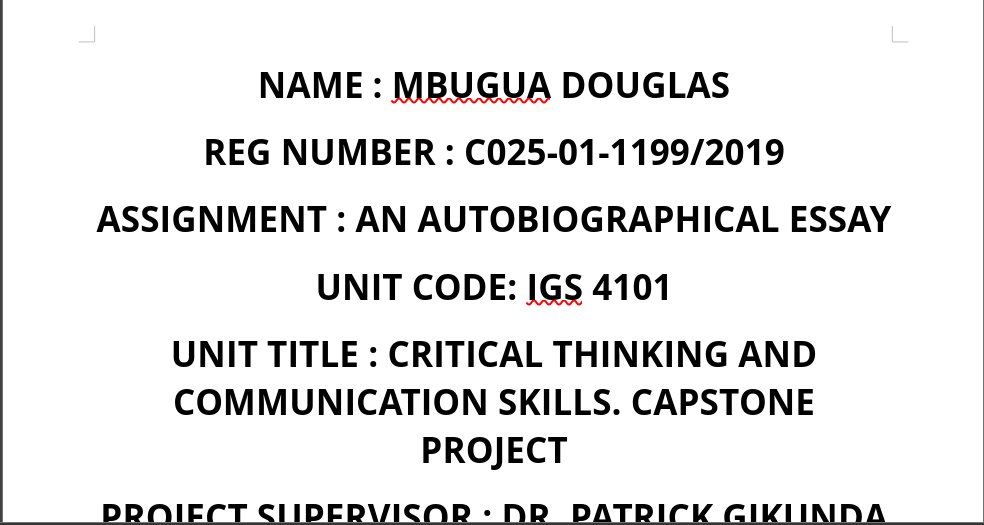 NAME : MBUGUA DOUGLAS
REG NUMBER : C025-01-1199/2019
ASSIGNMENT : AN AUTOBIOGRAPHICAL ESSAY
UNIT CODE: IGS 4101
UNIT TITLE : CRITICAL THINKING AND
COMMUNICATION SKILLS. CAPSTONE
PROJECT
PROJECT SUPERVISOR : DR. PATRICK GIKUNDA